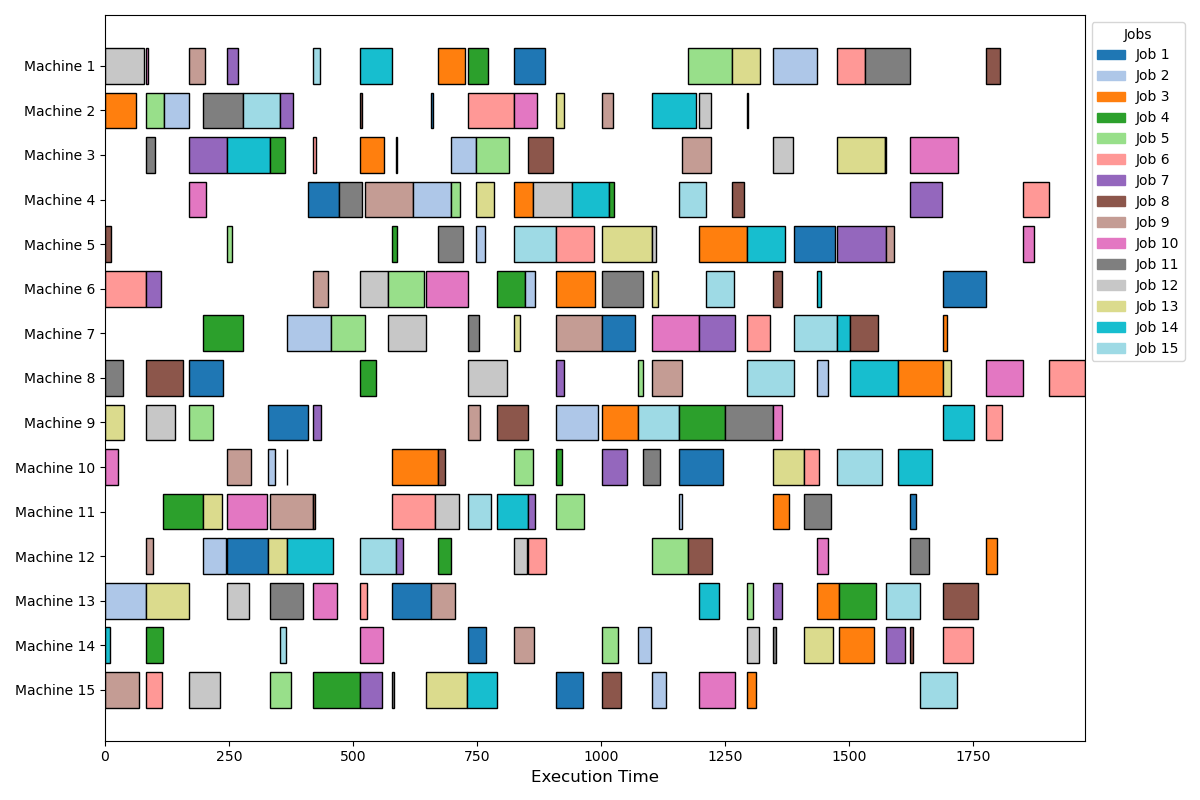 Machine 1
Machine 2
Machine 3
Machine 4
Machine 5
Machine 6
Machine 7
Machine 8
Machine 9
Machine 10
Machine 11
Machine 12
Machine 13
Machine 14
Machine 15
0 250 500 750 1000 1250 1500 1750
Execution Time
Jobs
Job 1
Job 2
Job 3
Job 4
Job 5
Job 6
Job 7
Job 8
Job 9
Job 10
Job 11
Job 12
Job 13
Job 14
Job 15